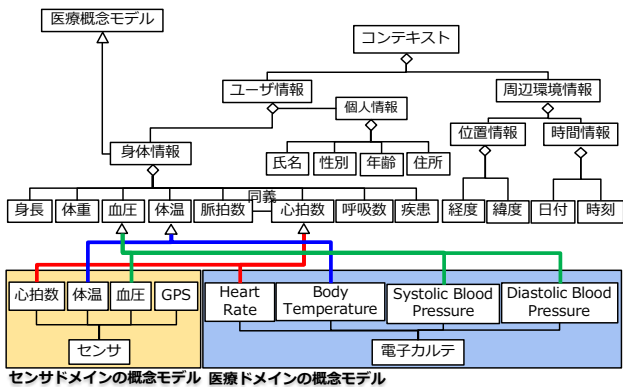 医療概念モデル
コンテキスト
ユーザ情報
周辺環境情報
個人情報
身体情報
位置情報
時間情報
氏名
性別
年齢
住所
同義
身長
体重
血圧
体温
脈拍数
心拍数
呼吸数
疾患
経度
緯度
日付
時刻
心拍数
体温
血圧
GPS
Heart
Rate
Body
Temperature
Systolic Blood
Pressure
Diastolic Blood
Pressure
センサ
電子カルテ
センサドメインの概念モデル
医療ドメインの概念モデル